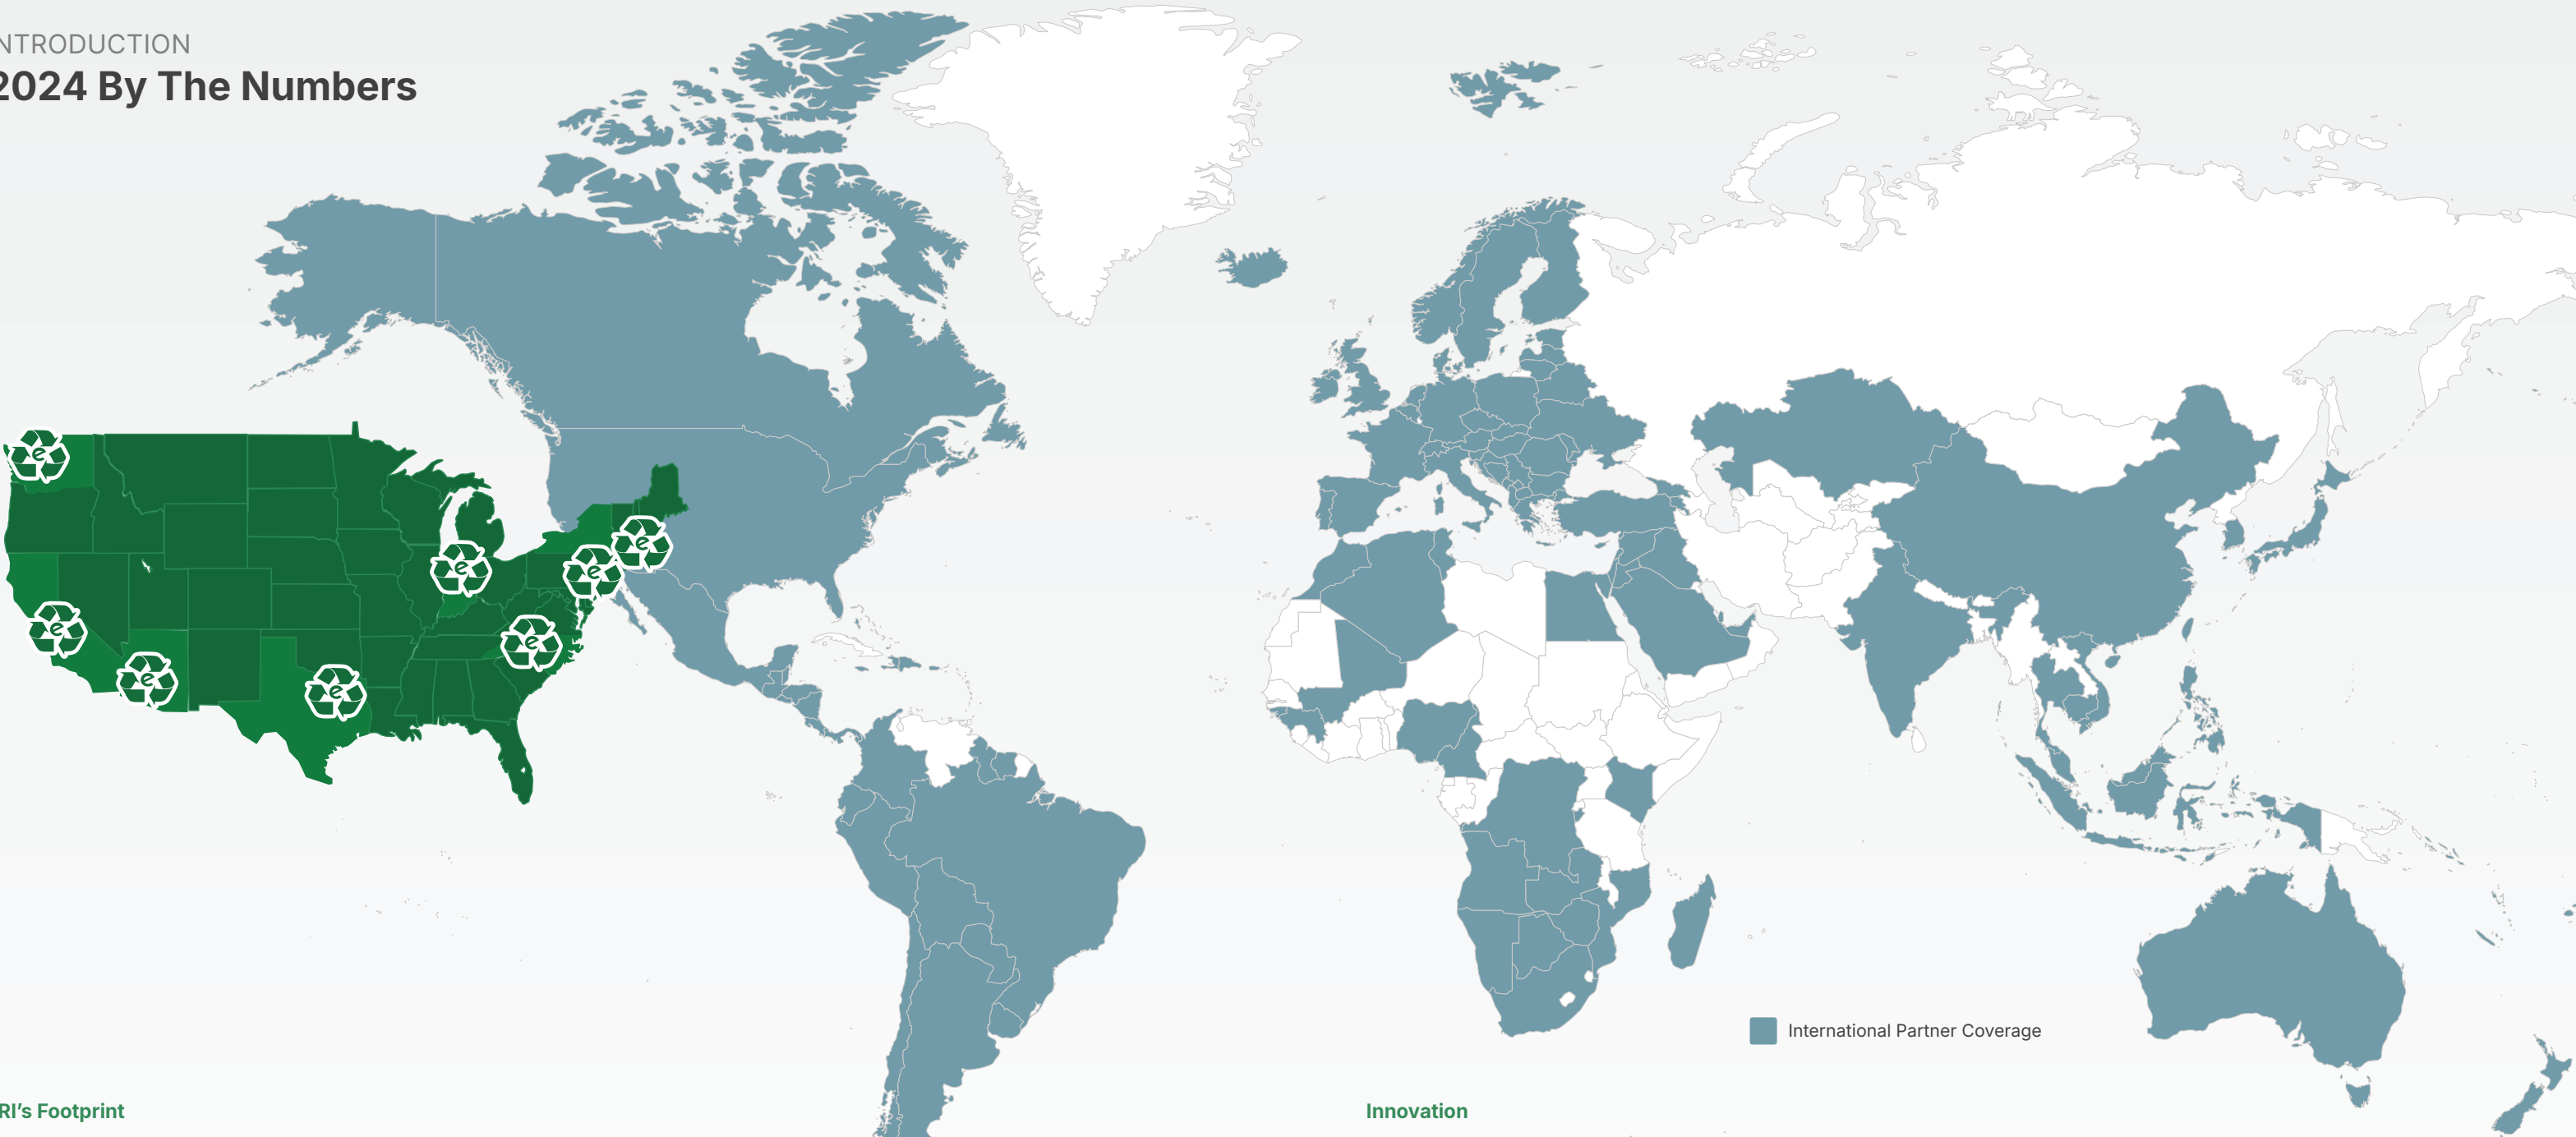 NTRODUCTION
2024 By The Numbers
e
e
e
e
e
e
e
e
International Partner Coverage
RI's Footprint
Innovation